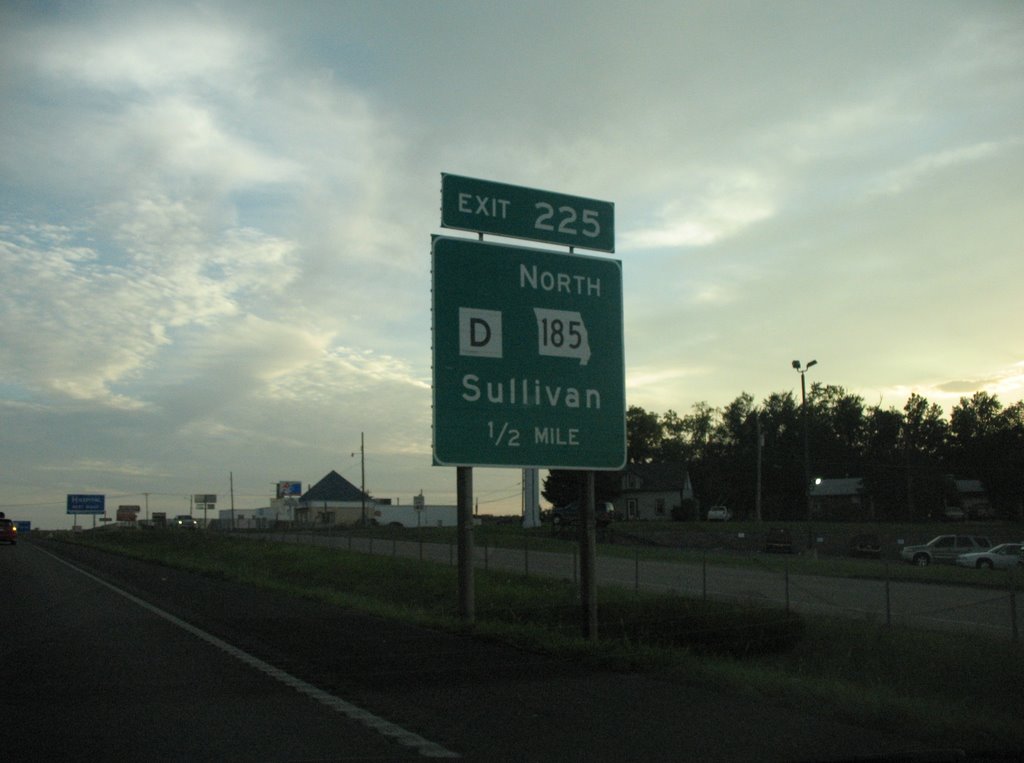 EXIT 225
NORTH
D 185
Sullivan
1/2 MILE